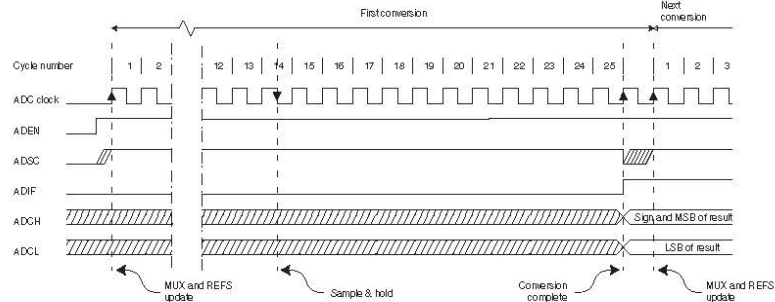 Next
First conversion
conversion
Cycle number 1 2 12 13 14 15 16 17 18 19 20 21 22 23 24 25 1 2 3
ADC clock
ADEN
ADSC
ADIF
ADCH Sign and MSB of result
ADCL LSB of result
MUX and REFS
update
Sample & hold
Conversion
complete
MUX and REFS
update